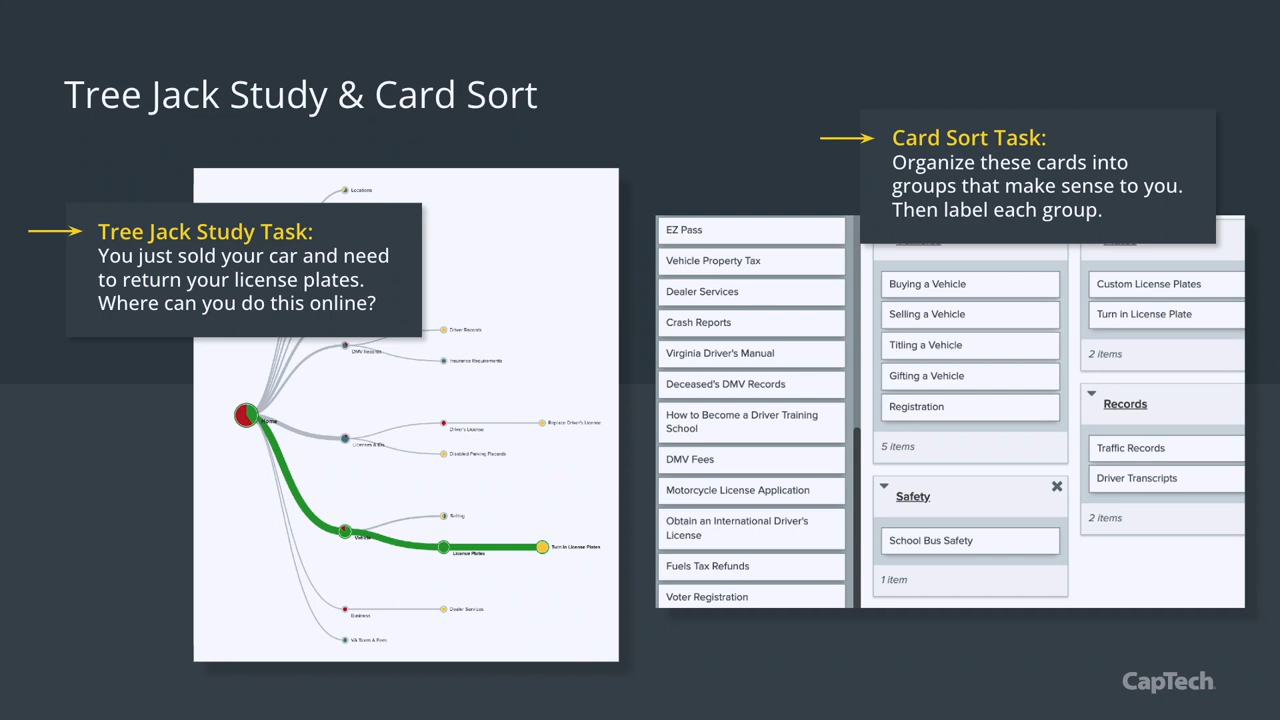 Tree Jack Study & Card Sort
Card Sort Task:
Organize these cards into
groups that make sense to you.
Then label each group.
Locations
Tree Jack Study Task:
You just sold your car and need
to return your license plates.
Where can you do this online?
Driver Records
DMV Records
Insurance Requirements
Home
Driver's License
Replace Driver's License
Licenses & IDs
Disabled Parking Placards
Selling
Vehicle
License Plates
Turn in License Plates
Business
Dealer Services
VA Taxes & Fees
EZ Pass
Vehicle Property Tax
Dealer Services
Crash Reports
Virginia Driver's Manual
Deceased's DMV Records
How to Become a Driver Training
School
DMV Fees
Motorcycle License Application
Obtain an International Driver's
License
Fuels Tax Refunds
Voter Registration
Buying a Vehicle
Selling a Vehicle
Titling a Vehicle
Gifting a Vehicle
Registration
5 items
Safety
School Bus Safety
1 item
Custom License Plates
Turn in License Plate
2 items
Records
Traffic Records
Driver Transcripts
2 items
CapTech